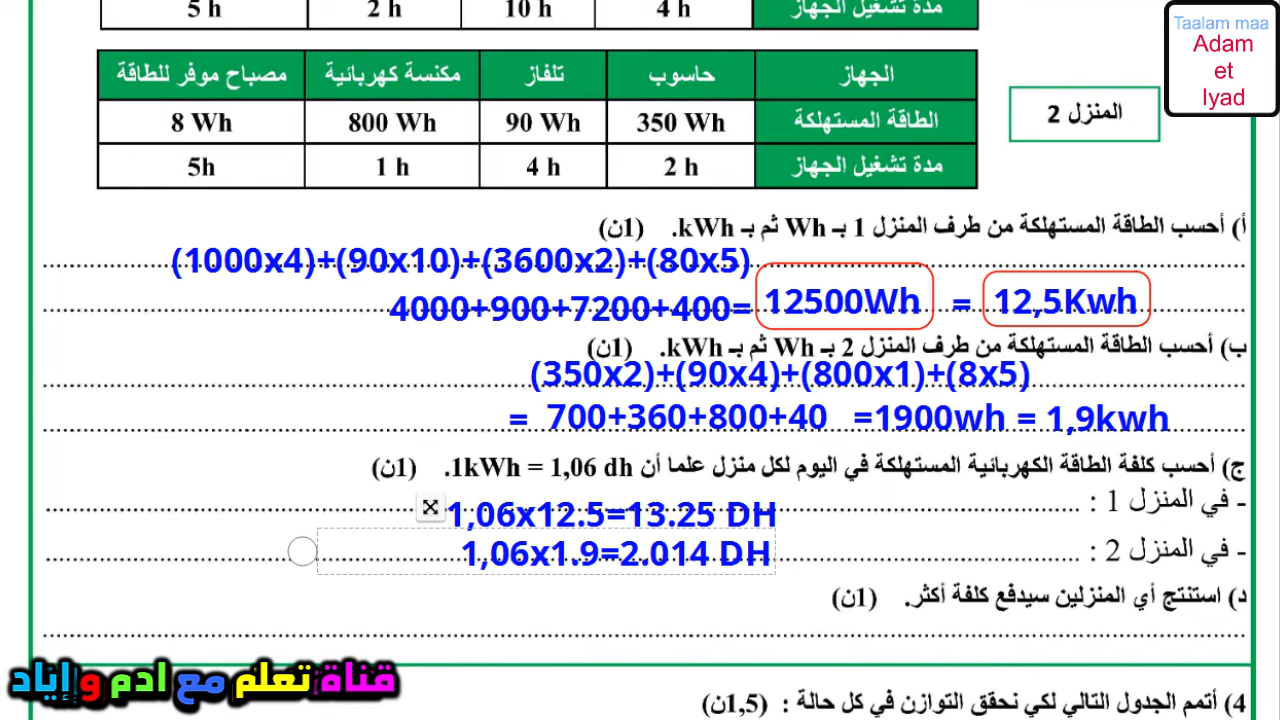 مدة تشغيل الجهاز 4 h 10 h 2 h 5 h
Taalam maa
Adam
et
Iyad
المنزل 2
الجهاز حاسوب تلفاز مكنسة كهربائية مصباح موفر للطاقة
الطاقة المستهلكة 350 Wh 90 Wh 800 Wh 8 Wh
مدة تشغيل الجهاز 2 h 4 h 1 h 5h
أ) أحسب الطاقة المستهلكة من طرف المنزل 1 بـ Wh ثم بـ kWh. (1ن)
(1000x4)+(90x10)+(3600x2)+(80x5)
4000+900+7200+400= 12500Wh = 12,5Kwh
ب) أحسب الطاقة المستهلكة من طرف المنزل 2 بـ Wh ثم بـ kWh. (1ن)
(350x2)+(90x4)+(800x1)+(8x5)
= 700+360+800+40 =1900wh = 1,9kwh
ج) أحسب كلفة الطاقة الكهربائية المستهلكة في اليوم لكل منزل علما أن 1kWh = 1,06 dh. (1ن)
- في المنزل 1 : 1,06x12.5=13.25 DH
- في المنزل 2 : 1,06x1.9=2.014 DH
د) استنتج أي المنزلين سيدفع كلفة أكثر. (1ن)
قناة تعلم مع ادم و إياد
4) أتمم الجدول التالي لكي نحقق التوازن في كل حالة : (1,5ن)